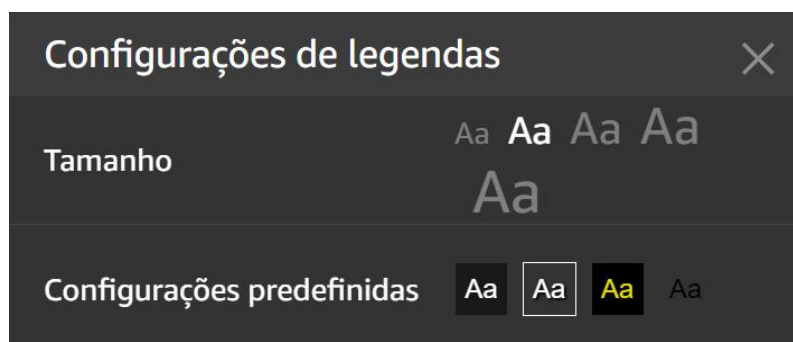 Configurações de legendas
Tamanho Aa Aa Aa Aa
Aa
Configurações predefinidas Aa Aa Aa Aa